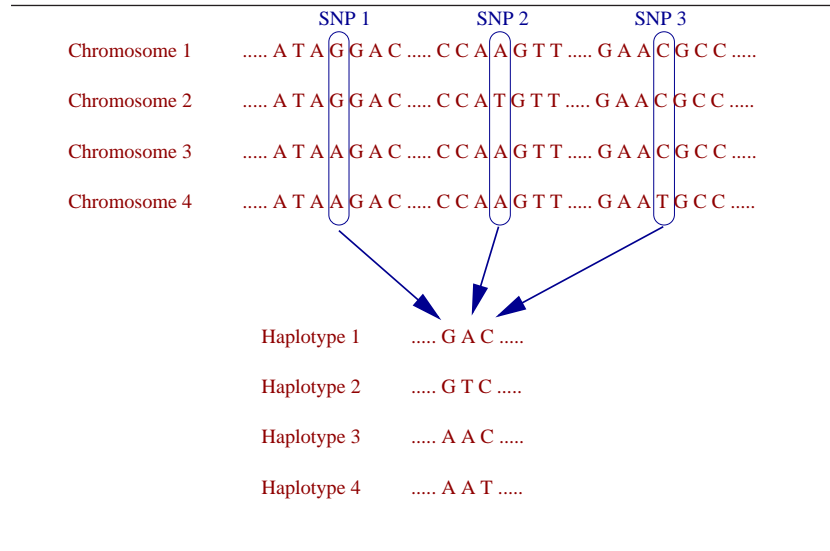 SNP 1 SNP 2 SNP 3
Chromosome 1 ..... A T A G G A C ..... C C A A G T T ..... G A A C G C C .....
Chromosome 2 ..... A T A G G A C ..... C C A T G T T ..... G A A C G C C .....
Chromosome 3 ..... A T A A G A C ..... C C A A G T T ..... G A A C G C C .....
Chromosome 4 ..... A T A A G A C ..... C C A A G T T ..... G A A T G C C .....
Haplotype 1 ..... G A C .....
Haplotype 2 ..... G T C .....
Haplotype 3 ..... A A C .....
Haplotype 4 ..... A A T .....